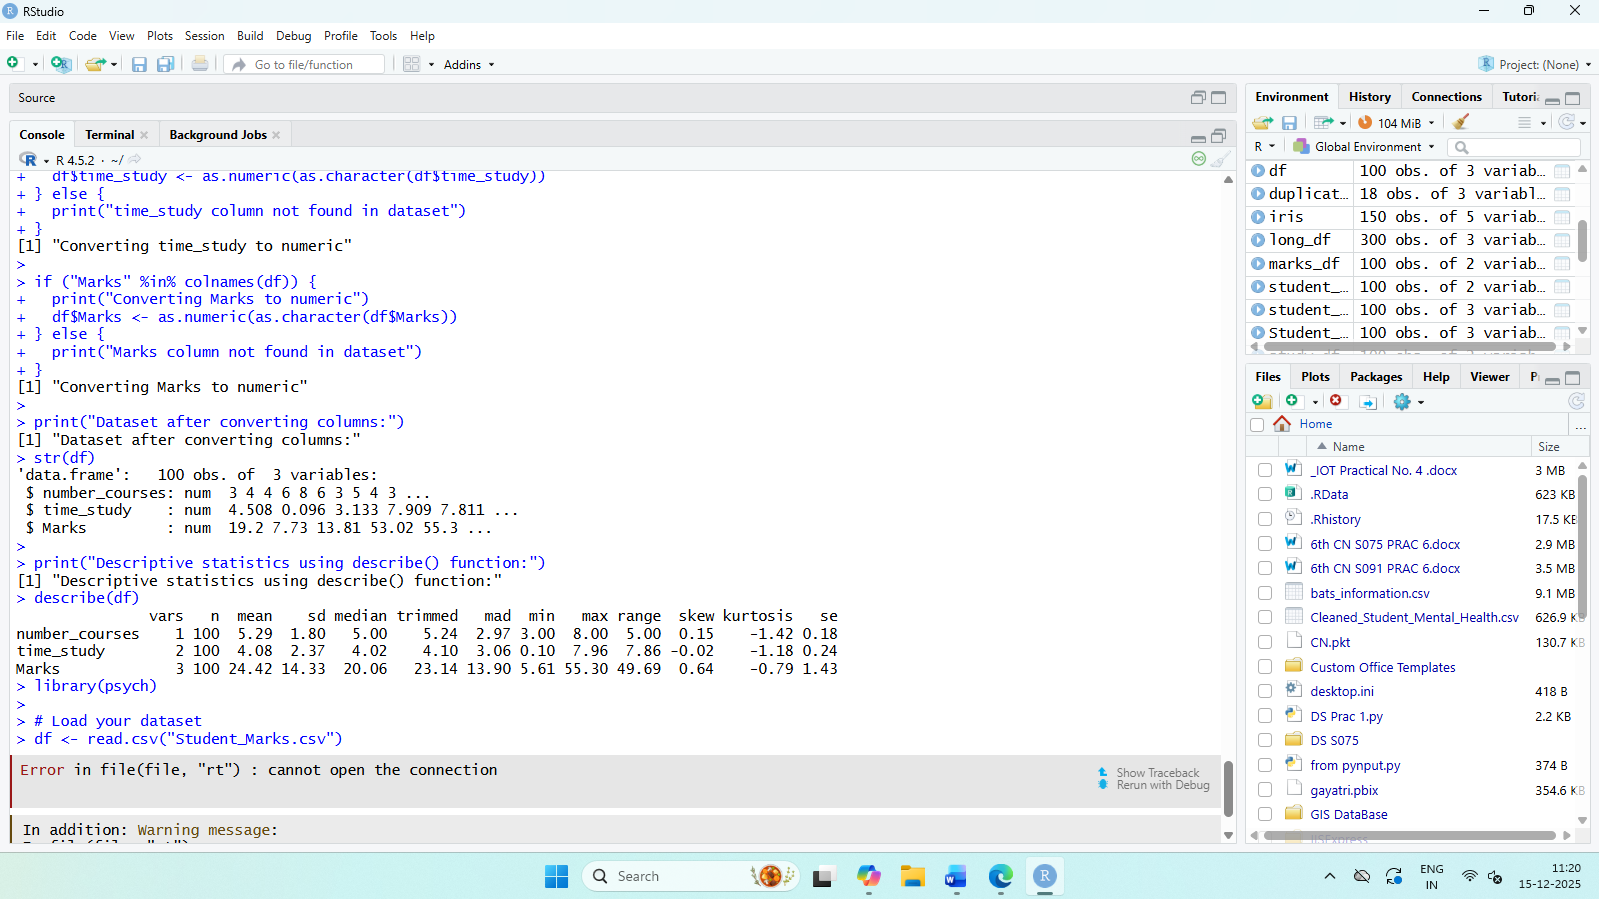 RStudio
File Edit Code View Plots Session Build Debug Profile Tools Help
Go to file/function
Addins
Project: (None)
Source
Console Terminal Background Jobs
R 4.5.2 · ~/
+   df$time_study <- as.numeric(as.character(df$time_study))
+ } else {
+   print("time_study column not found in dataset")
+ }
[1] "Converting time_study to numeric"
>
> if ("Marks" %in% colnames(df)) {
+   print("Converting Marks to numeric")
+   df$Marks <- as.numeric(as.character(df$Marks))
+ } else {
+   print("Marks column not found in dataset")
+ }
[1] "Converting Marks to numeric"
>
> print("Dataset after converting columns:")
[1] "Dataset after converting columns:"
> str(df)
'data.frame':   100 obs. of  3 variables:
 $ number_courses: num  3 4 4 6 8 6 3 5 4 3 ...
 $ time_study    : num  4.508 0.096 3.133 7.909 7.811 ...
 $ Marks         : num  19.2 7.73 13.81 53.02 55.3 ...
>
> print("Descriptive statistics using describe() function:")
[1] "Descriptive statistics using describe() function:"
> describe(df)
               vars   n  mean    sd median trimmed   mad  min   max range  skew kurtosis   se
number_courses    1 100  5.29  1.80   5.00    5.24  2.97 3.00  8.00  5.00  0.15    -1.42 0.18
time_study        2 100  4.08  2.37   4.02    4.10  3.06 0.10  7.96  7.86 -0.02    -1.18 0.24
Marks             3 100 24.42 14.33  20.06   23.14 13.90 5.61 55.30 49.69  0.64    -0.79 1.43
> library(psych)
>
> # Load your dataset
> df <- read.csv("Student_Marks.csv")
Error in file(file, "rt") : cannot open the connection
Show Traceback
Rerun with Debug
In addition: Warning message:
Environment History Connections Tutori
104 MiB
R Global Environment
df 100 obs. of 3 variab...
duplicat... 18 obs. of 3 variabl...
iris 150 obs. of 5 variab...
long_df 300 obs. of 3 variab...
marks_df 100 obs. of 2 variab...
student_... 100 obs. of 2 variab...
student_... 100 obs. of 3 variab...
Student_... 100 obs. of 3 variab...
Files Plots Packages Help Viewer
Home ...
Name Size
_IOT Practical No. 4 .docx 3 MB
.RData 623 KB
.Rhistory 17.5 KB
6th CN S075 PRAC 6.docx 2.9 MB
6th CN S091 PRAC 6.docx 3.5 MB
bats_information.csv 9.1 MB
Cleaned_Student_Mental_Health.csv 626.9 KB
CN.pkt 130.7 KB
Custom Office Templates
desktop.ini 418 B
DS Prac 1.py 2.2 KB
DS S075
from pynput.py 374 B
gayatri.pbix 354.6 KB
GIS DataBase
IISExpress
Search
ENG
IN
11:20
15-12-2025